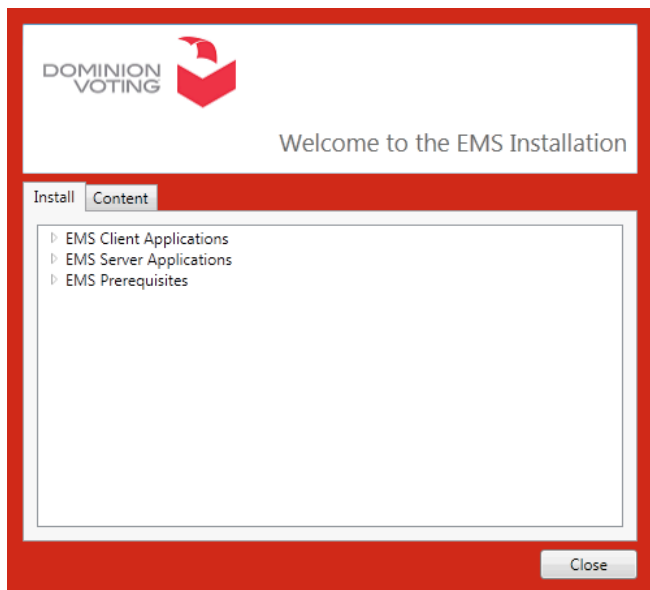 DOMINION
VOTING
Welcome to the EMS Installation
Install Content
EMS Client Applications
EMS Server Applications
EMS Prerequisites
Close